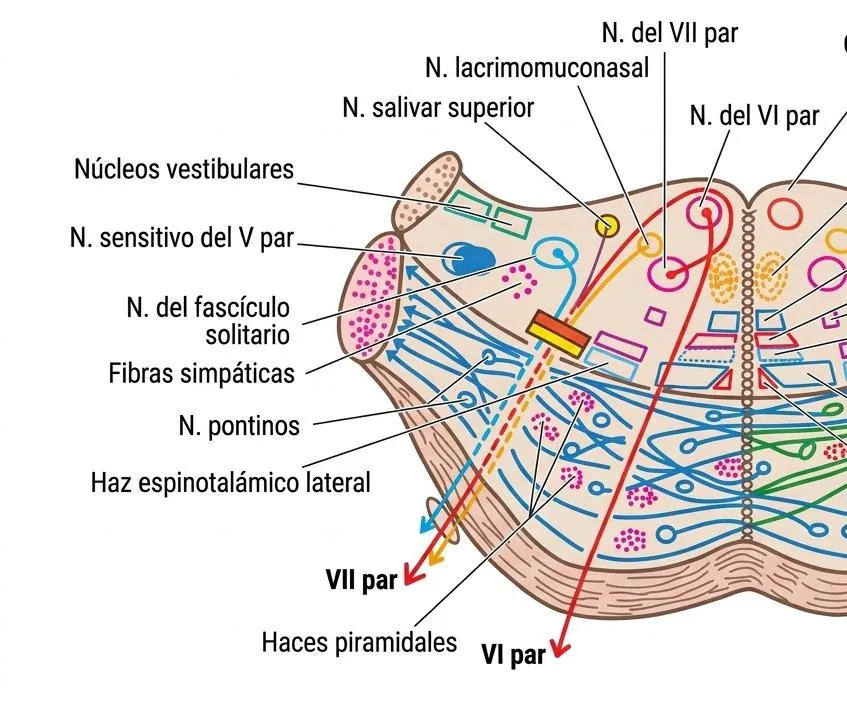 N. del VII par
N. lacrimomuconasal
N. salivar superior
N. del VI par
Núcleos vestibulares
N. sensitivo del V par
N. del fascículo
solitario
Fibras simpáticas
N. pontinos
Haz espinotalámico lateral
VII par
Haces piramidales
VI par